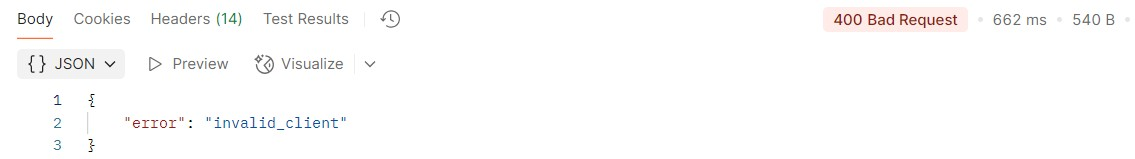 Body Cookies Headers (14) Test Results 400 Bad Request • 662 ms • 540 B •
{} JSON Preview Visualize
1 {
2 "error": "invalid_client"
3 }